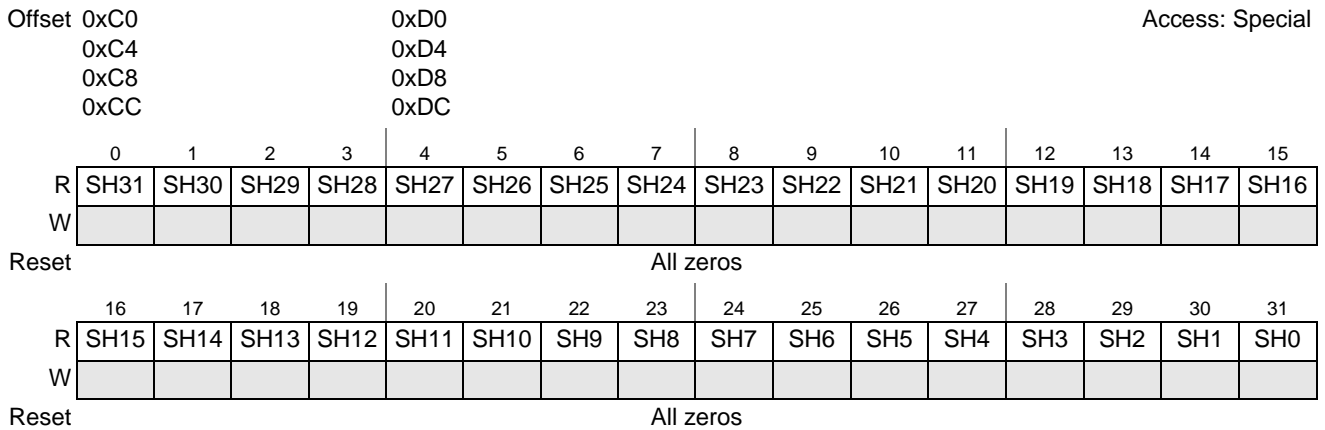 Offset 0xC0 0xD0 Access: Special
0xC4 0xD4
0xC8 0xD8
0xCC 0xDC
0 1 2 3 4 5 6 7 8 9 10 11 12 13 14 15
R SH31 SH30 SH29 SH28 SH27 SH26 SH25 SH24 SH23 SH22 SH21 SH20 SH19 SH18 SH17 SH16
W
Reset All zeros
16 17 18 19 20 21 22 23 24 25 26 27 28 29 30 31
R SH15 SH14 SH13 SH12 SH11 SH10 SH9 SH8 SH7 SH6 SH5 SH4 SH3 SH2 SH1 SH0
W
Reset All zeros